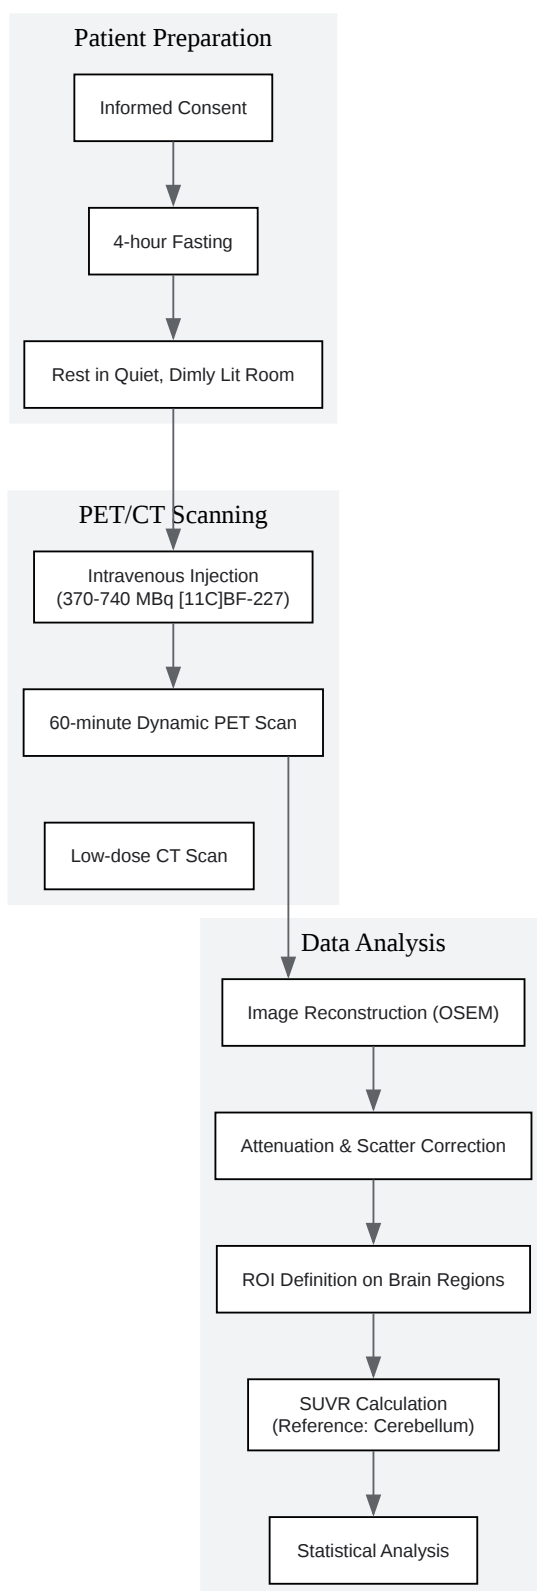 Patient Preparation
Informed Consent
4-hour Fasting
Rest in Quiet, Dimly Lit Room
PET/CT Scanning
Intravenous Injection
(370-740 MBq [11C]BF-227)
60-minute Dynamic PET Scan
Low-dose CT Scan
Data Analysis
Image Reconstruction (OSEM)
Attenuation & Scatter Correction
ROI Definition on Brain Regions
SUVR Calculation
(Reference: Cerebellum)
Statistical Analysis